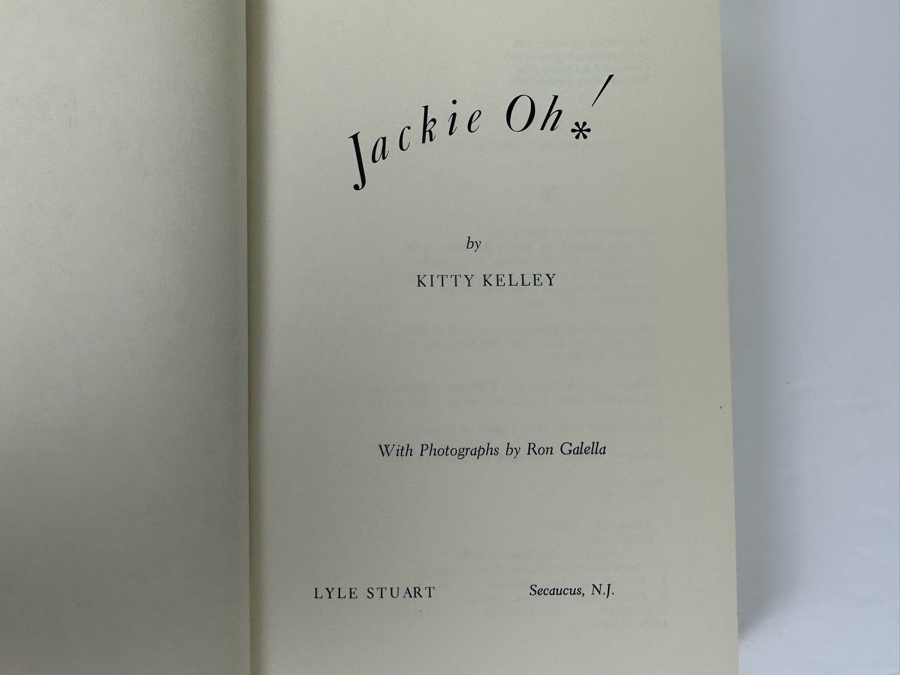 Jackie Oh!
by
KITTY KELLEY
With Photographs by Ron Galella
LYLE STUART Secaucus, N.J.